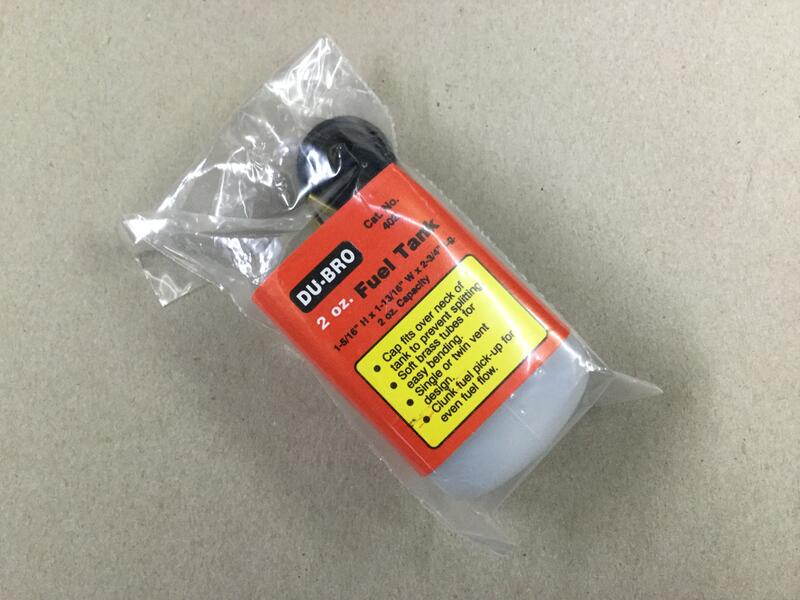 Cat. No.
DU-BRO
2 oz. Fuel Tank
1-5/16" H x 1-13/16" W x 2-3/4"
2 oz. Capacity
• Cap fits over neck of
tank to prevent splitting
• Soft brass tubes for
easy bending.
• Single or twin vent
design.
• Clunk fuel pick-up for
even fuel flow.